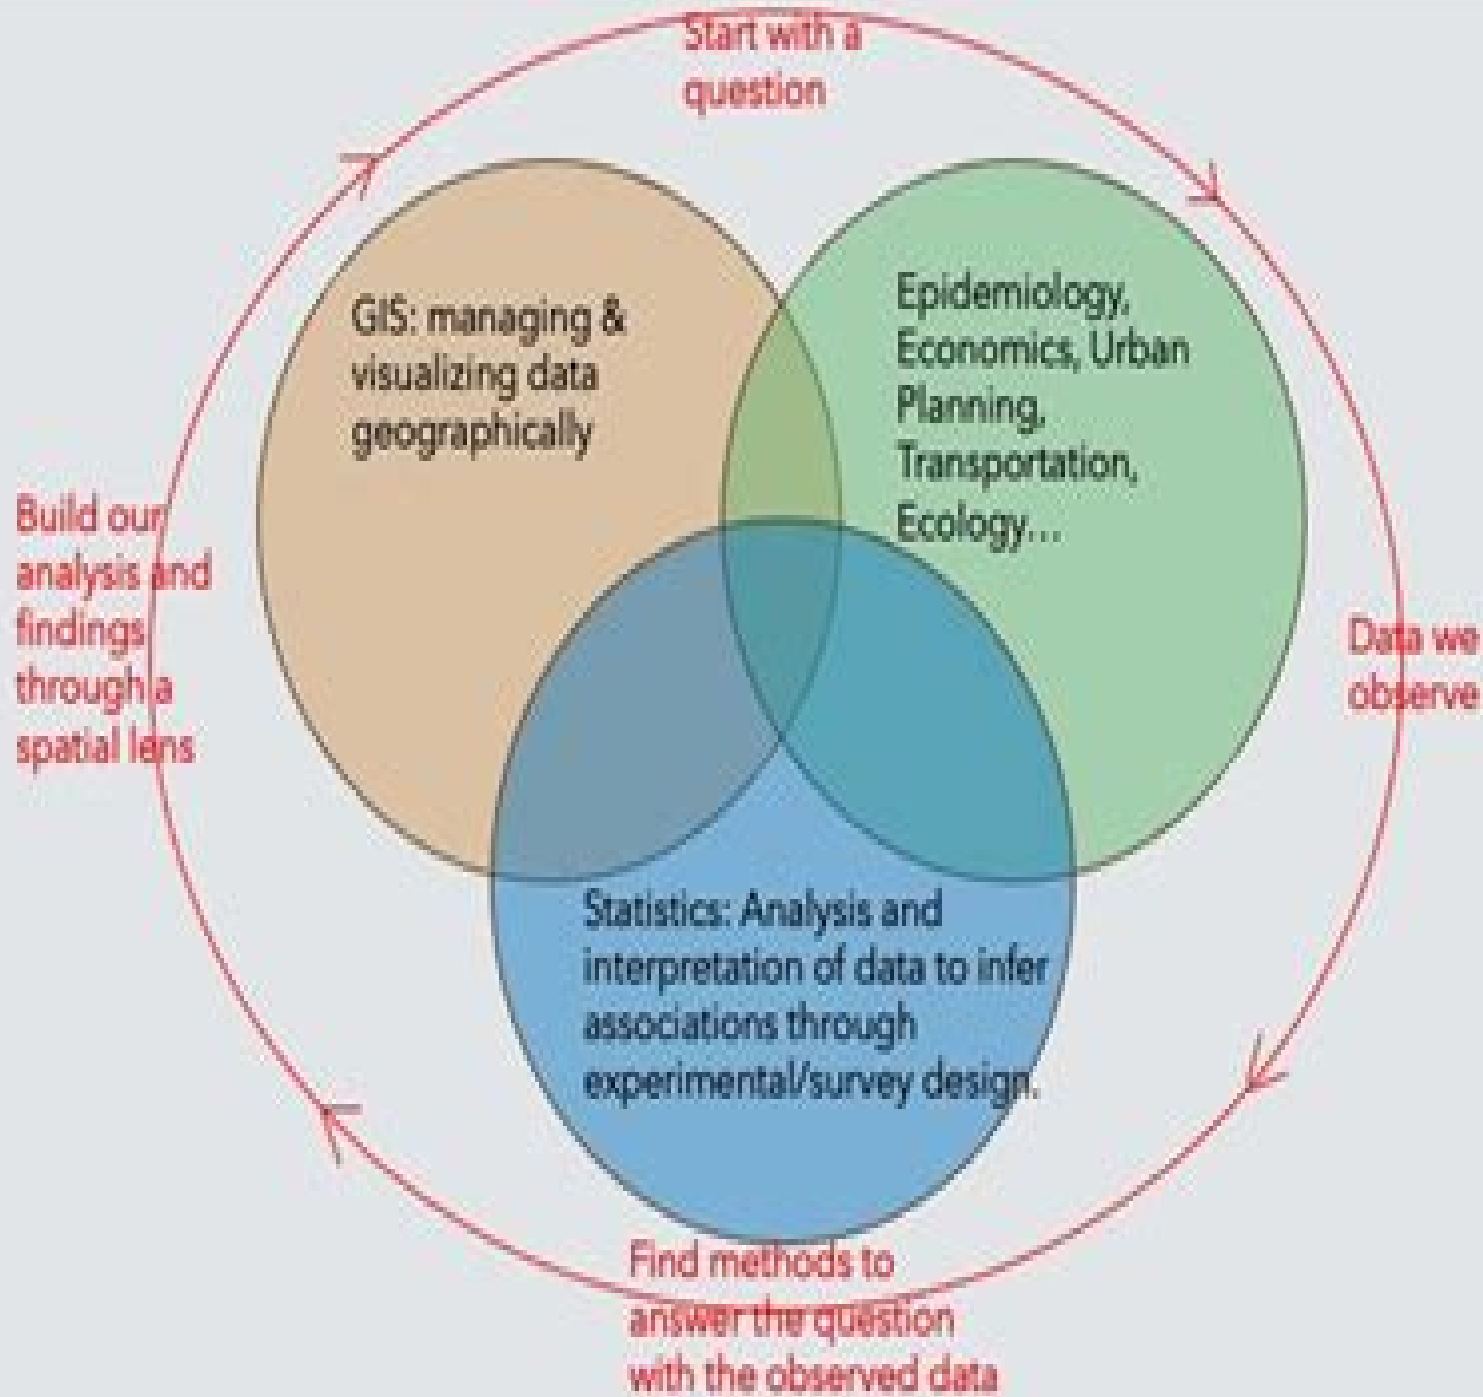 Start with a
question
GIS: managing &
visualizing data
geographically
Epidemiology,
Economics, Urban
Planning,
Transportation,
Ecology...
Build our
analysis and
findings
through a
spatial lens
Data we
observe
Statistics: Analysis and
interpretation of data to infer
associations through
experimental/survey design.
Find methods to
answer the question
with the observed data